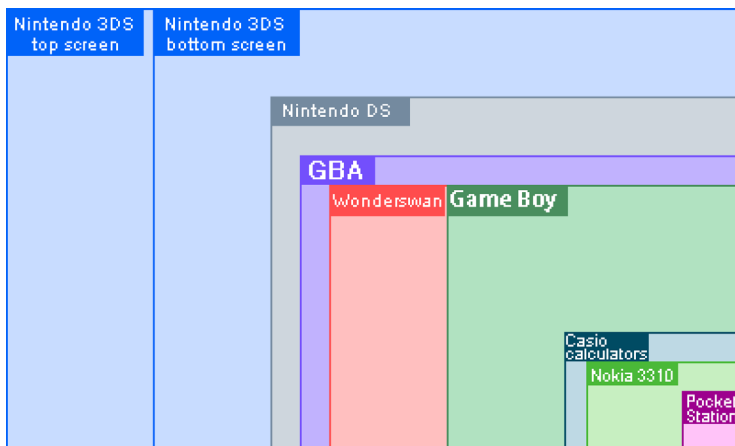 Nintendo 3DS
top screen
Nintendo 3DS
bottom screen
Nintendo DS
GBA
Wonderswan
Game Boy
Casio
calculators
Nokia 3310
Pocket
Station